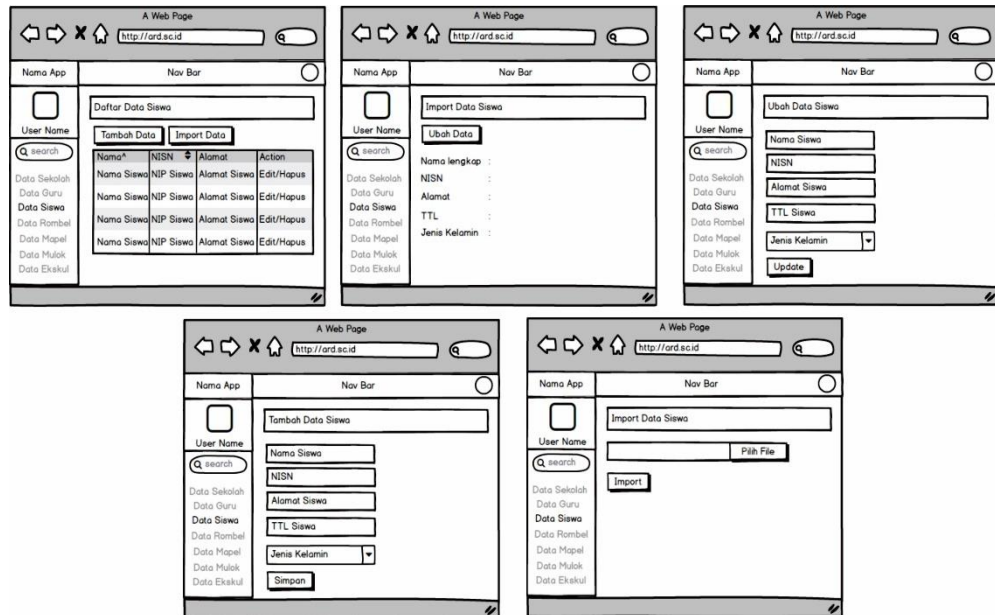 A Web Page
http://ard.sc.id
Nama App
Nav Bar
User Name
search
Data Sekolah
Data Guru
Data Siswa
Data Rombel
Data Mapel
Data Mulok
Data Ekskul
Daftar Data Siswa
Tambah Data Import Data
Nama^ NISN Alamat Action
Nama Siswa NIP Siswa Alamat Siswa Edit/Hapus
Nama Siswa NIP Siswa Alamat Siswa Edit/Hapus
Nama Siswa NIP Siswa Alamat Siswa Edit/Hapus
Nama Siswa NIP Siswa Alamat Siswa Edit/Hapus
A Web Page
http://ard.sc.id
Nama App
Nav Bar
User Name
search
Data Sekolah
Data Guru
Data Siswa
Data Rombel
Data Mapel
Data Mulok
Data Ekskul
Import Data Siswa
Ubah Data
Nama lengkap :
NISN :
Alamat :
TTL :
Jenis Kelamin :
A Web Page
http://ard.sc.id
Nama App
Nav Bar
User Name
search
Data Sekolah
Data Guru
Data Siswa
Data Rombel
Data Mapel
Data Mulok
Data Ekskul
Ubah Data Siswa
Nama Siswa
NISN
Alamat Siswa
TTL Siswa
Jenis Kelamin
Update
A Web Page
http://ard.sc.id
Nama App
Nav Bar
User Name
search
Data Sekolah
Data Guru
Data Siswa
Data Rombel
Data Mapel
Data Mulok
Data Ekskul
Tambah Data Siswa
Nama Siswa
NISN
Alamat Siswa
TTL Siswa
Jenis Kelamin
Simpan
A Web Page
http://ard.sc.id
Nama App
Nav Bar
User Name
search
Data Sekolah
Data Guru
Data Siswa
Data Rombel
Data Mapel
Data Mulok
Data Ekskul
Import Data Siswa
Pilih File
Import